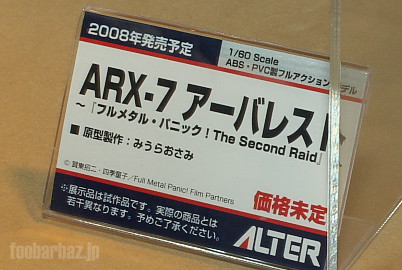 2008年発売予定
1/60 Scale
ABS・PVC製フルアクション
デル
ARX-7 アーバレスト
～「フルメタル・パニック！The Second Raid」
■ 原型製作：みうらおさみ
© 賀東招二・四季童子/Full Metal Panic! Film Partners
価格未定
※展示品は試作品です。実際の商品とは
若干異なります。予めご了承ください。
ALTER
foobarbaz.jp